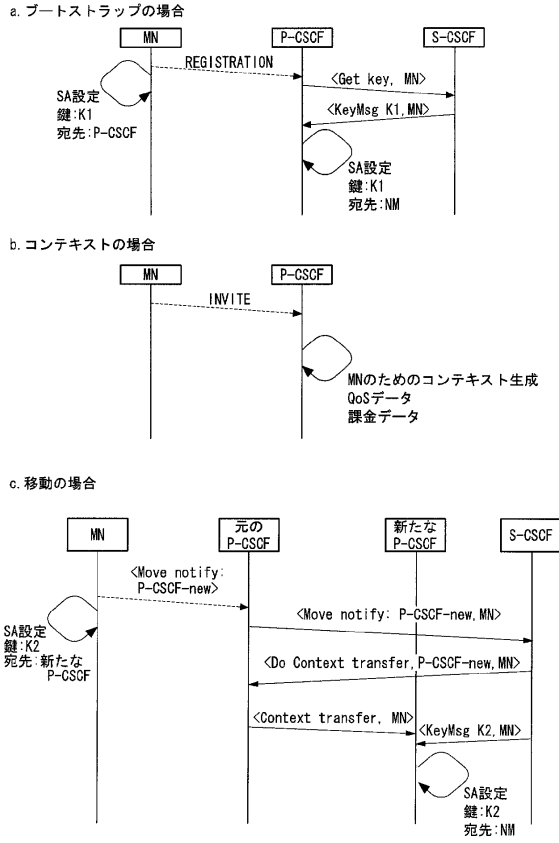 a.ブートストラップの場合
MN
P-CSCF
S-CSCF
REGISTRATION
<Get key, MN>
SA設定
鍵:K1
宛先:P-CSCF
<KeyMsg K1,MN>
SA設定
鍵:K1
宛先:NM
b.コンテキストの場合
MN
P-CSCF
INVITE
MNのためのコンテキスト生成
QoSデータ
課金データ
c.移動の場合
MN
元の
P-CSCF
新たな
P-CSCF
S-CSCF
<Move notify:
P-CSCF-new>
SA設定
鍵:K2
宛先:新たな
P-CSCF
<Move notify: P-CSCF-new,MN>
<Do Context transfer,P-CSCF-new,MN>
<Context transfer, MN>
<KeyMsg K2,MN>
SA設定
鍵:K2
宛先:NM